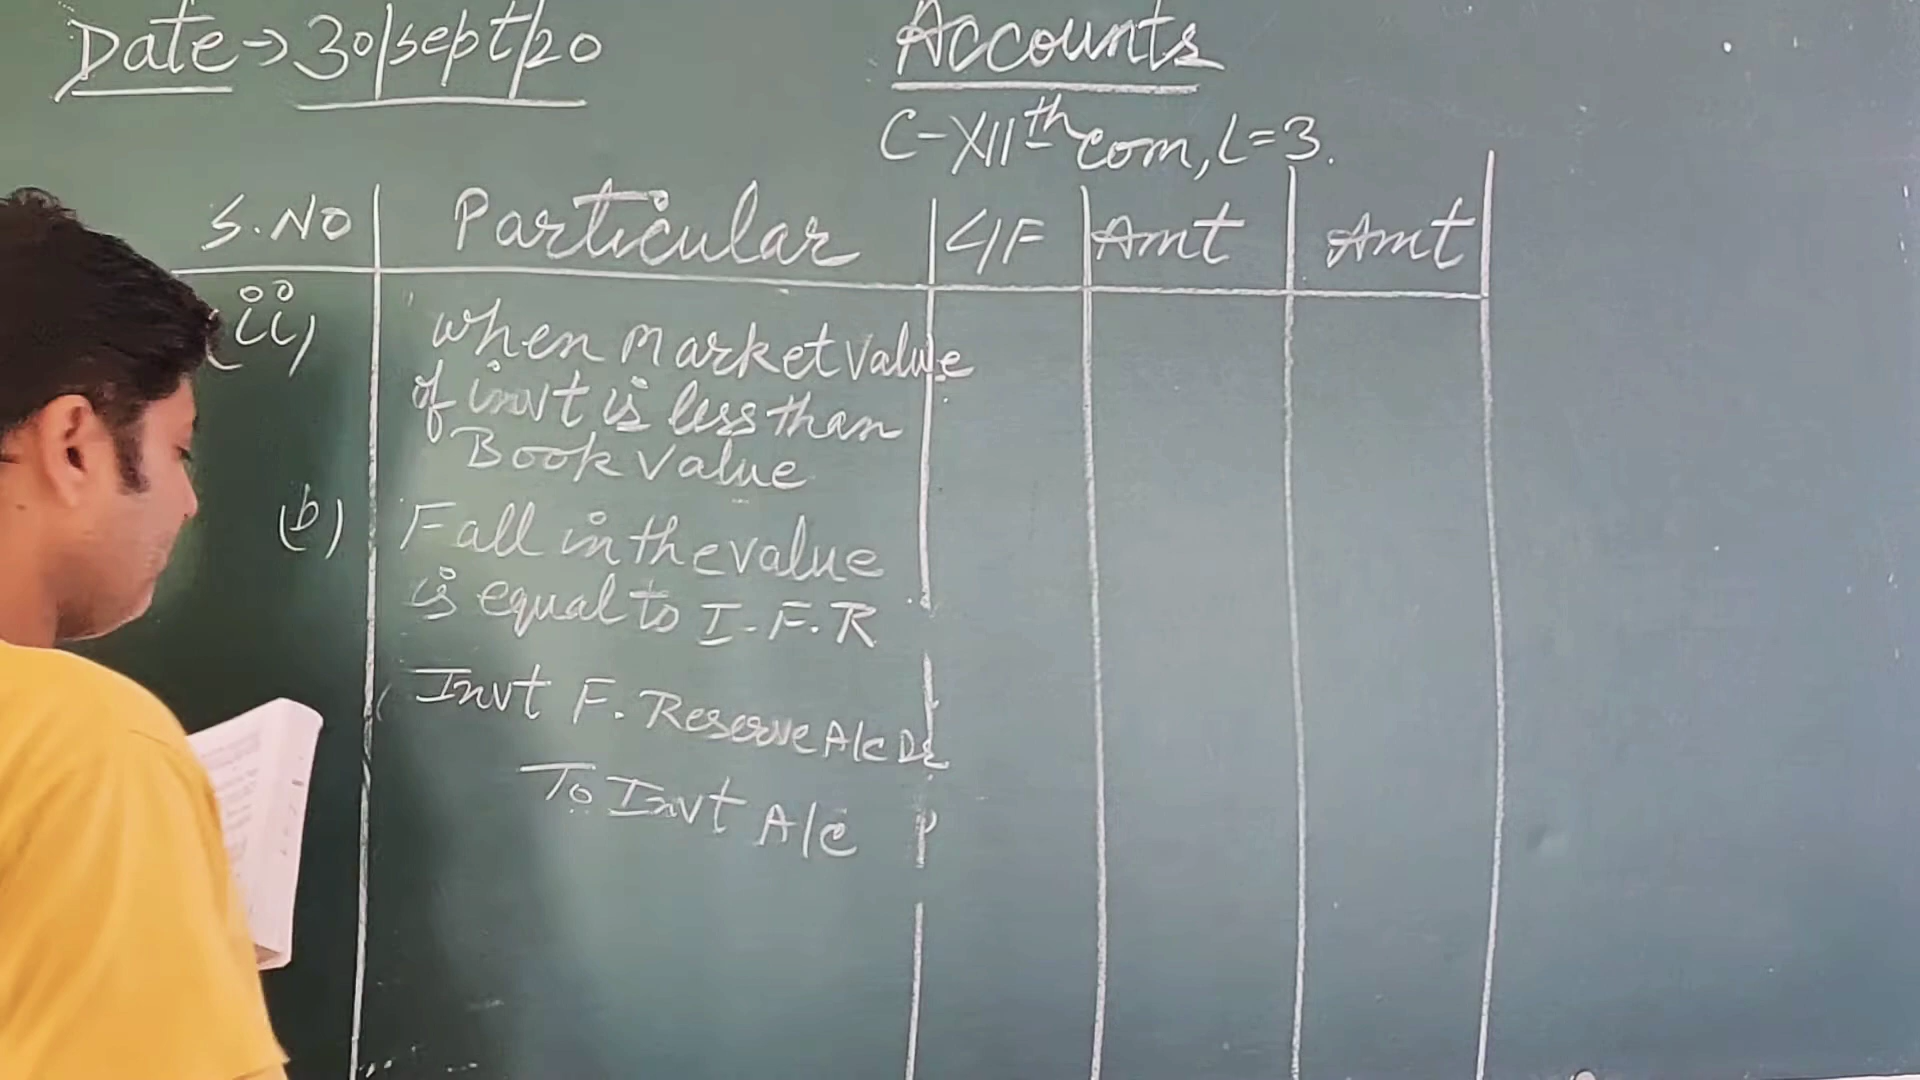 Date → 30/sept/20
Accounts
C-XIIth com, L=3.
S.NO Particular L/F Amt Amt
(ii) when market value
of invt is less than
Book value
(b) Fall in the value
is equal to I-F.R
Invt F. Reserve A/c Dr
To Invt A/c